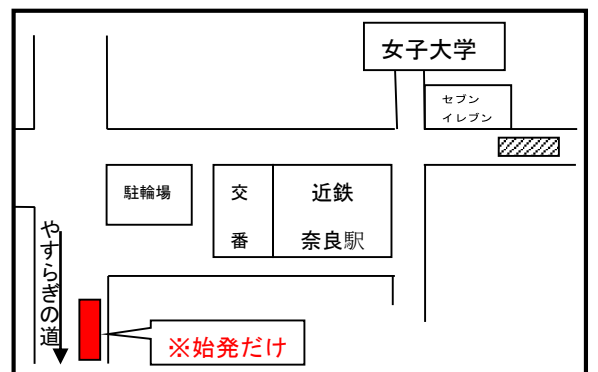 女子大学
セブン
イレブン
駐輪場
交番
近鉄
奈良駅
やすらぎの道
※始発だけ